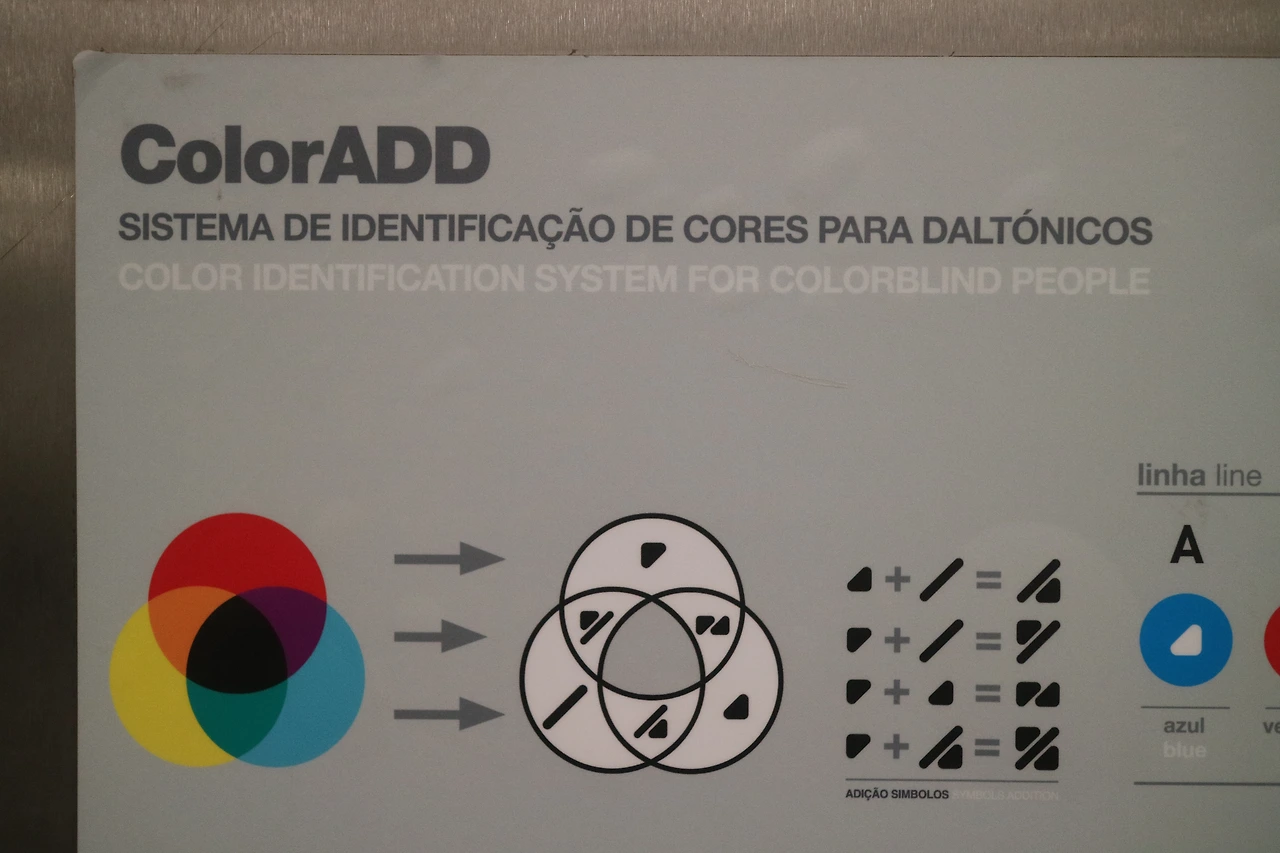 ColorADD
SISTEMA DE IDENTIFICAÇÃO DE CORES PARA DALTÓNICOS
COLOR IDENTIFICATION SYSTEM FOR COLORBLIND PEOPLE
linha line
A
+ =
+ =
+ =
+ =
azul
ve
blue
ADIÇÃO SIMBOLOS SYMBOLS ADDITION